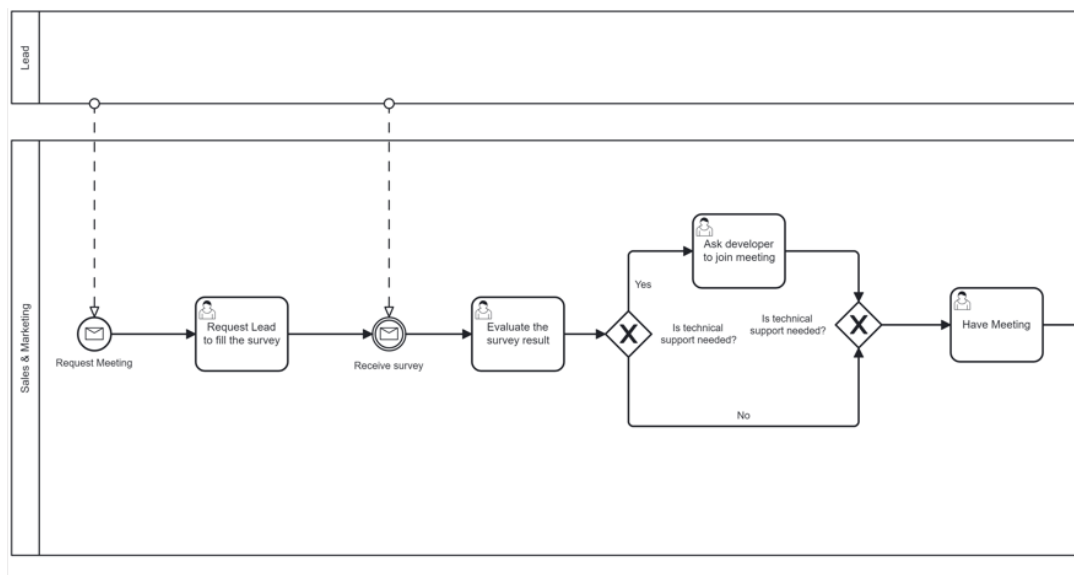 Lead
Sales & Marketing
Request Meeting
Request Lead
to fill the survey
Receive survey
Evaluate the
survey result
Is technical
support needed?
Yes
No
Ask developer
to join meeting
Is technical
support needed?
Have Meeting